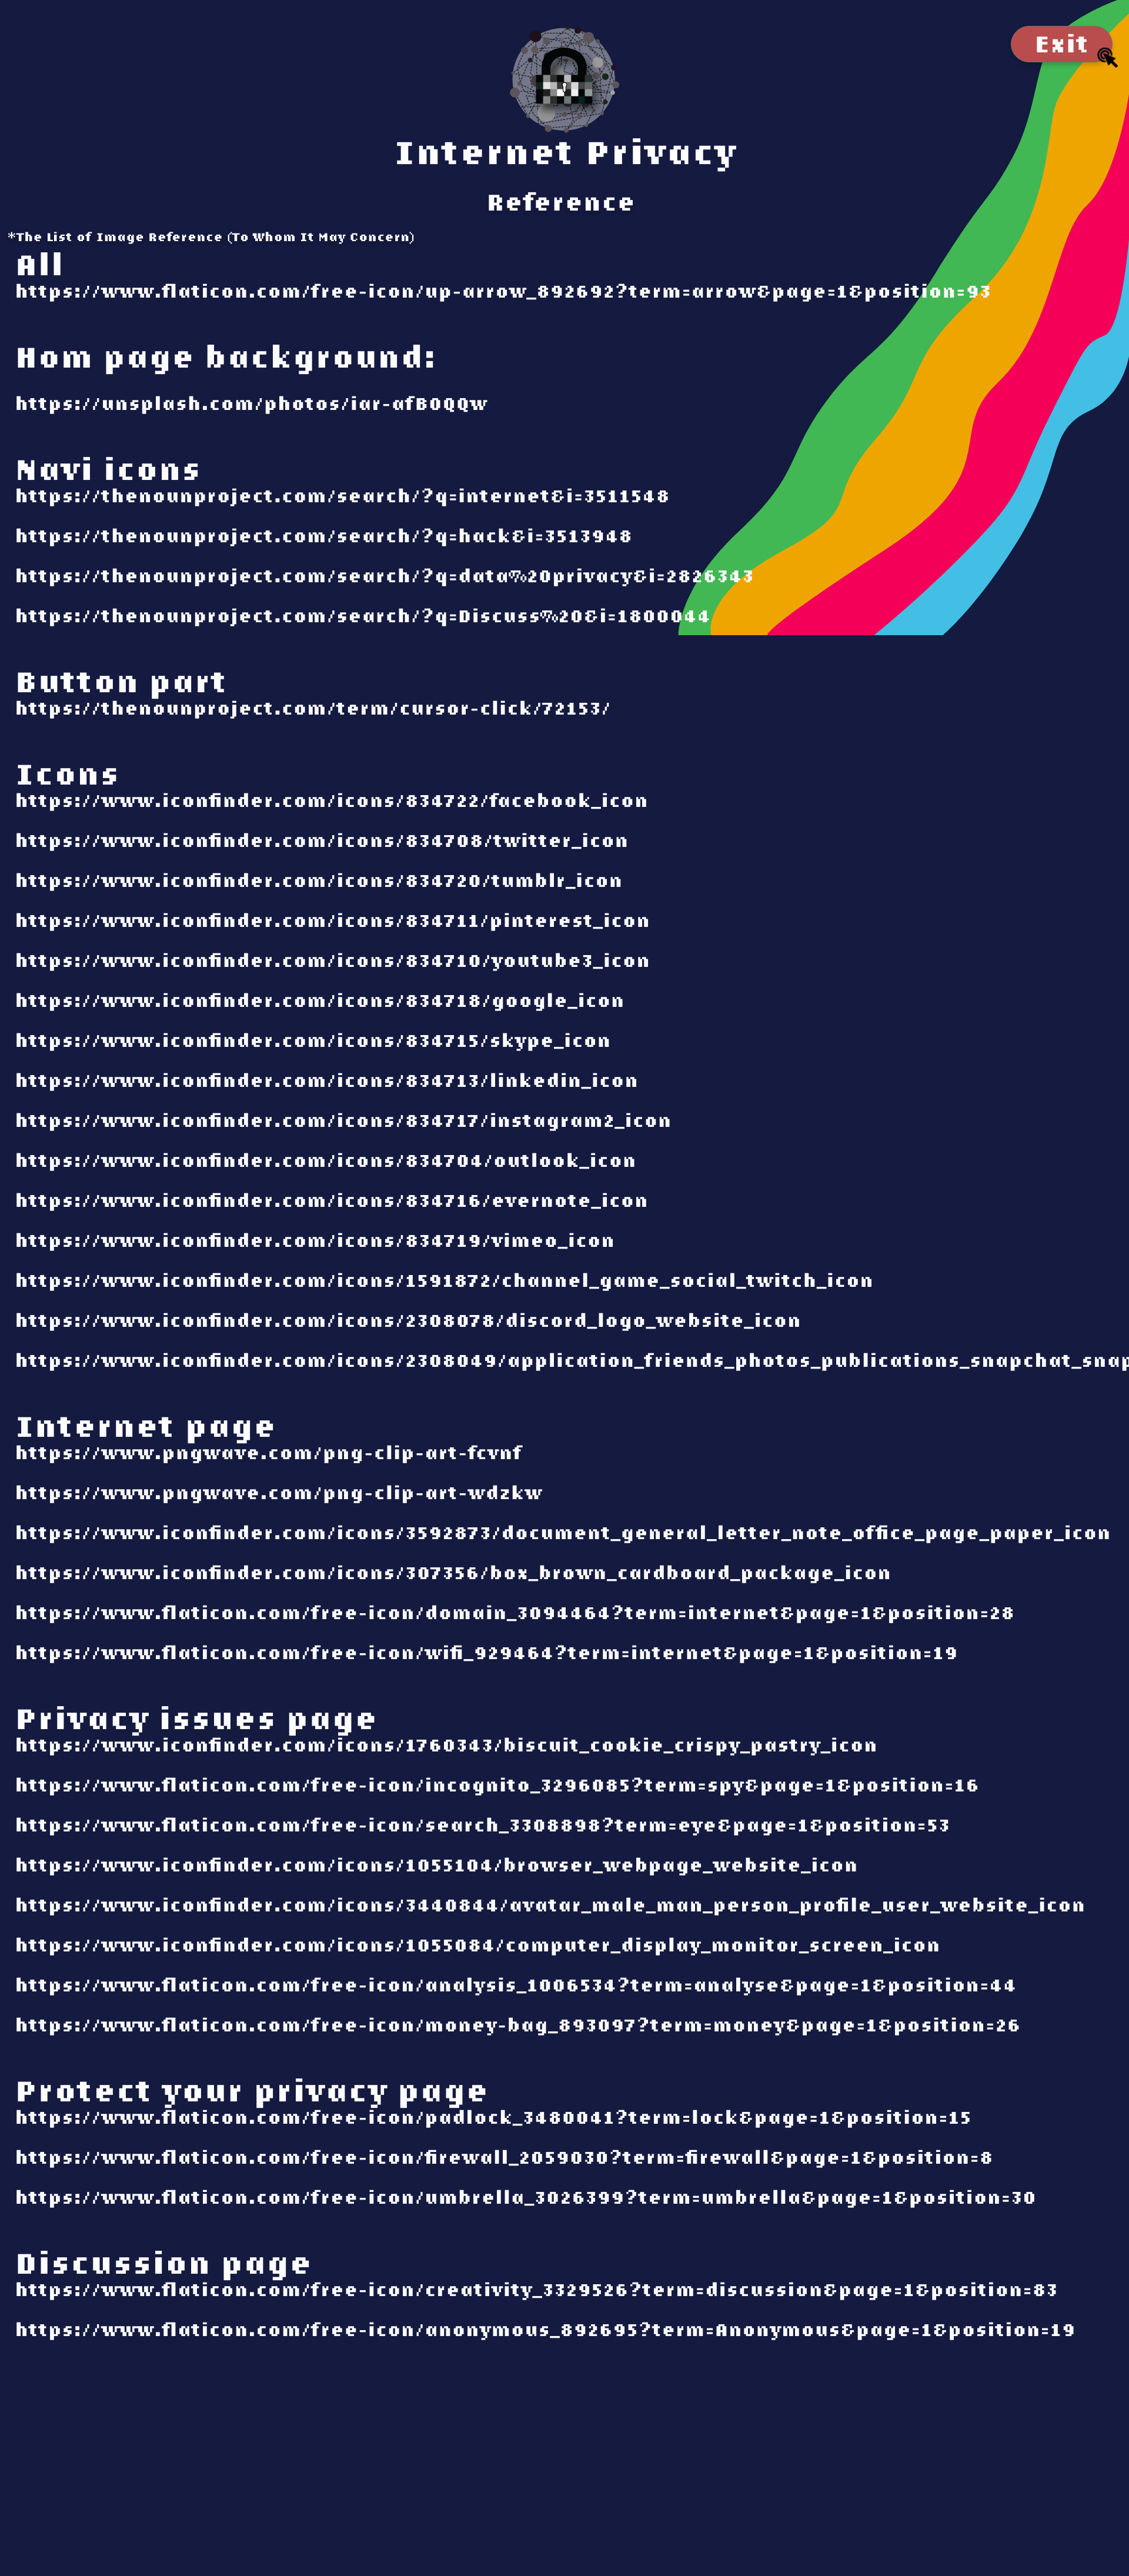 Exit
Internet Privacy
Reference
*The List of Image Reference (To Whom It May Concern)
All
https://www.flaticon.com/free-icon/up-arrow_892692?term=arrow&page=1&position=93
Hom page background:
https://unsplash.com/photos/iar-afB0QQw
Navi icons
https://thenounproject.com/search/?q=internet&i=3511548
https://thenounproject.com/search/?q=hack&i=3513948
https://thenounproject.com/search/?q=data%20privacy&i=2826343
https://thenounproject.com/search/?q=Discuss%20&i=1800044
Button part
https://thenounproject.com/term/cursor-click/72153/
Icons
https://www.iconfinder.com/icons/834722/facebook_icon
https://www.iconfinder.com/icons/834708/twitter_icon
https://www.iconfinder.com/icons/834720/tumblr_icon
https://www.iconfinder.com/icons/834711/pinterest_icon
https://www.iconfinder.com/icons/834710/youtube3_icon
https://www.iconfinder.com/icons/834718/google_icon
https://www.iconfinder.com/icons/834715/skype_icon
https://www.iconfinder.com/icons/834713/linkedin_icon
https://www.iconfinder.com/icons/834717/instagram2_icon
https://www.iconfinder.com/icons/834704/outlook_icon
https://www.iconfinder.com/icons/834716/evernote_icon
https://www.iconfinder.com/icons/834719/vimeo_icon
https://www.iconfinder.com/icons/1591872/channel_game_social_twitch_icon
https://www.iconfinder.com/icons/2308078/discord_logo_website_icon
https://www.iconfinder.com/icons/2308049/application_friends_photos_publications_snapchat_snap
Internet page
https://www.pngwave.com/png-clip-art-fcvnf
https://www.pngwave.com/png-clip-art-wdzkw
https://www.iconfinder.com/icons/3592873/document_general_letter_note_office_page_paper_icon
https://www.iconfinder.com/icons/307356/box_brown_cardboard_package_icon
https://www.flaticon.com/free-icon/domain_3094464?term=internet&page=1&position=28
https://www.flaticon.com/free-icon/wifi_929464?term=internet&page=1&position=19
Privacy issues page
https://www.iconfinder.com/icons/1760343/biscuit_cookie_crispy_pastry_icon
https://www.flaticon.com/free-icon/incognito_3296085?term=spy&page=1&position=16
https://www.flaticon.com/free-icon/search_3308898?term=eye&page=1&position=53
https://www.iconfinder.com/icons/1055104/browser_webpage_website_icon
https://www.iconfinder.com/icons/3440844/avatar_male_man_person_profile_user_website_icon
https://www.iconfinder.com/icons/1055084/computer_display_monitor_screen_icon
https://www.flaticon.com/free-icon/analysis_1006534?term=analyse&page=1&position=44
https://www.flaticon.com/free-icon/money-bag_893097?term=money&page=1&position=26
Protect your privacy page
https://www.flaticon.com/free-icon/padlock_3480041?term=lock&page=1&position=15
https://www.flaticon.com/free-icon/firewall_2059030?term=firewall&page=1&position=8
https://www.flaticon.com/free-icon/umbrella_3026399?term=umbrella&page=1&position=30
Discussion page
https://www.flaticon.com/free-icon/creativity_3329526?term=discussion&page=1&position=83
https://www.flaticon.com/free-icon/anonymous_892695?term=Anonymous&page=1&position=19